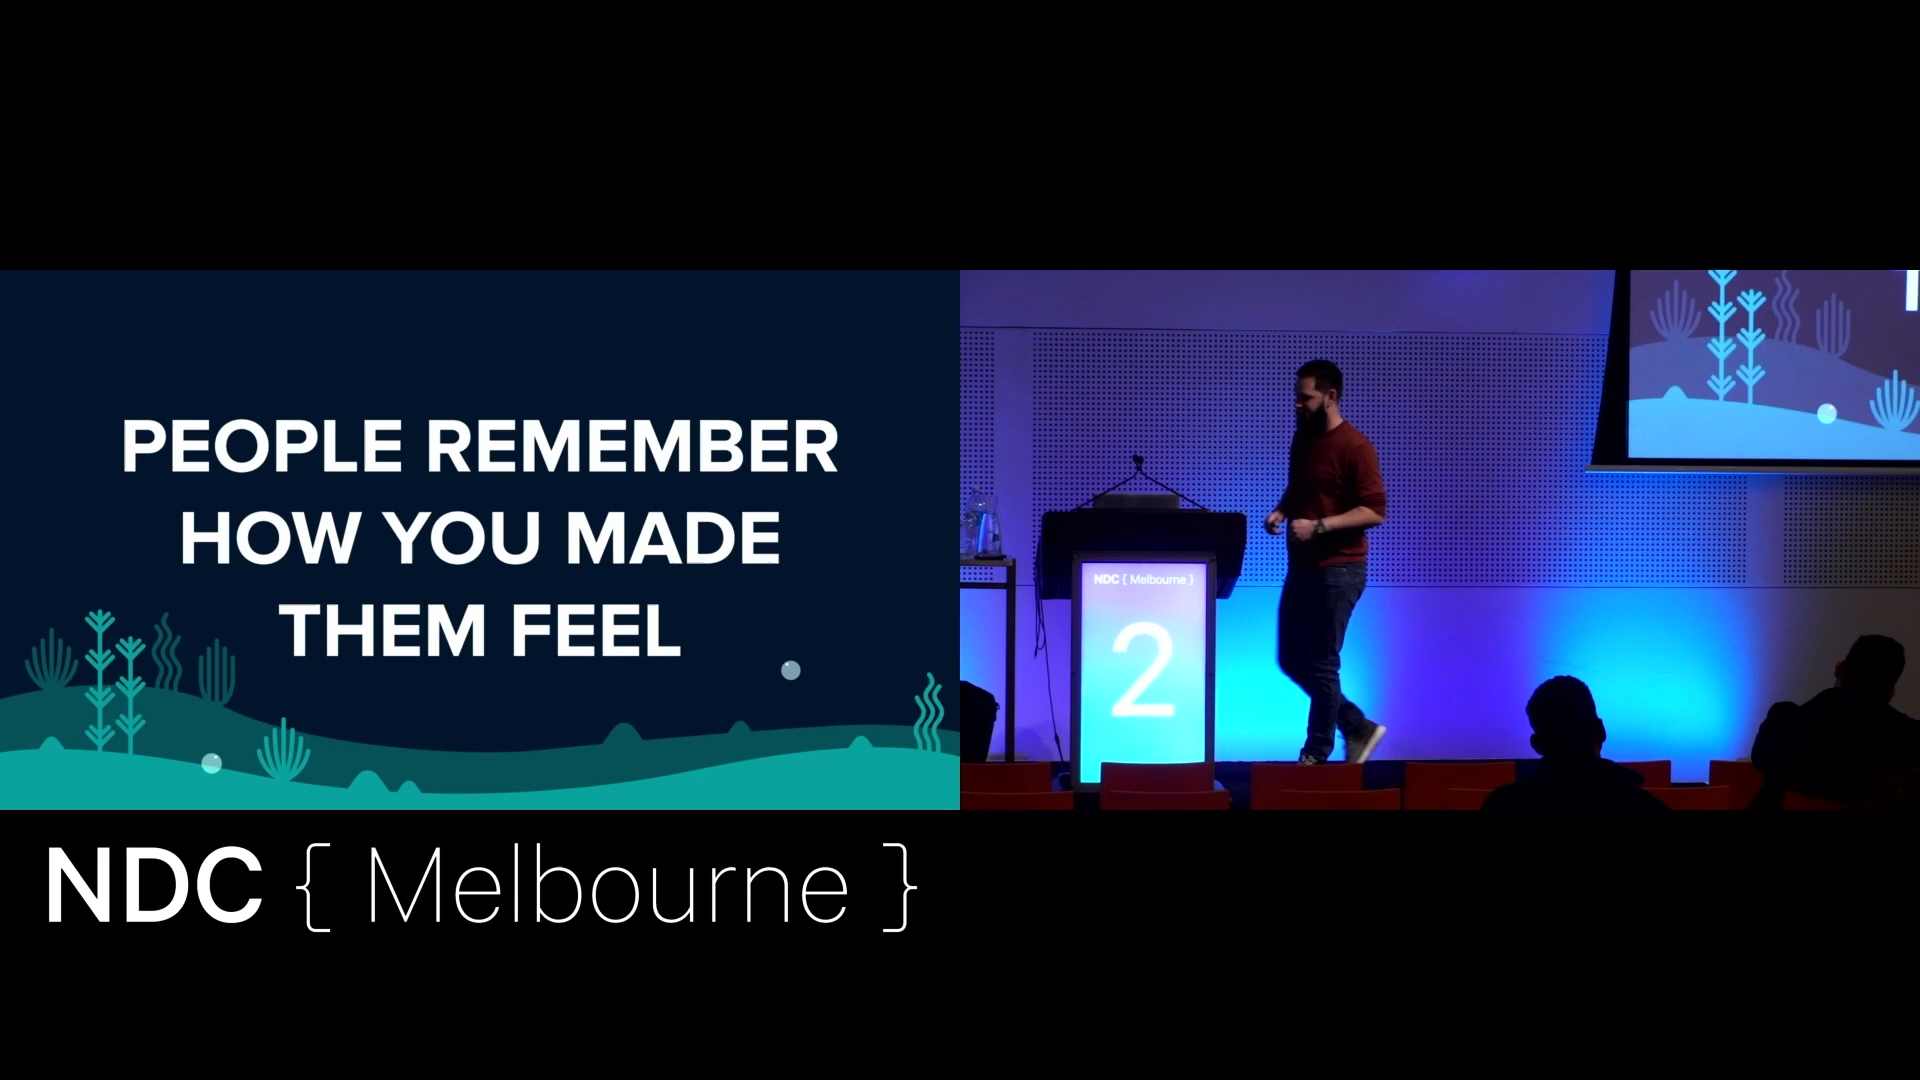 PEOPLE REMEMBER
HOW YOU MADE
THEM FEEL
NDC { Melbourne }
2
NDC { Melbourne }